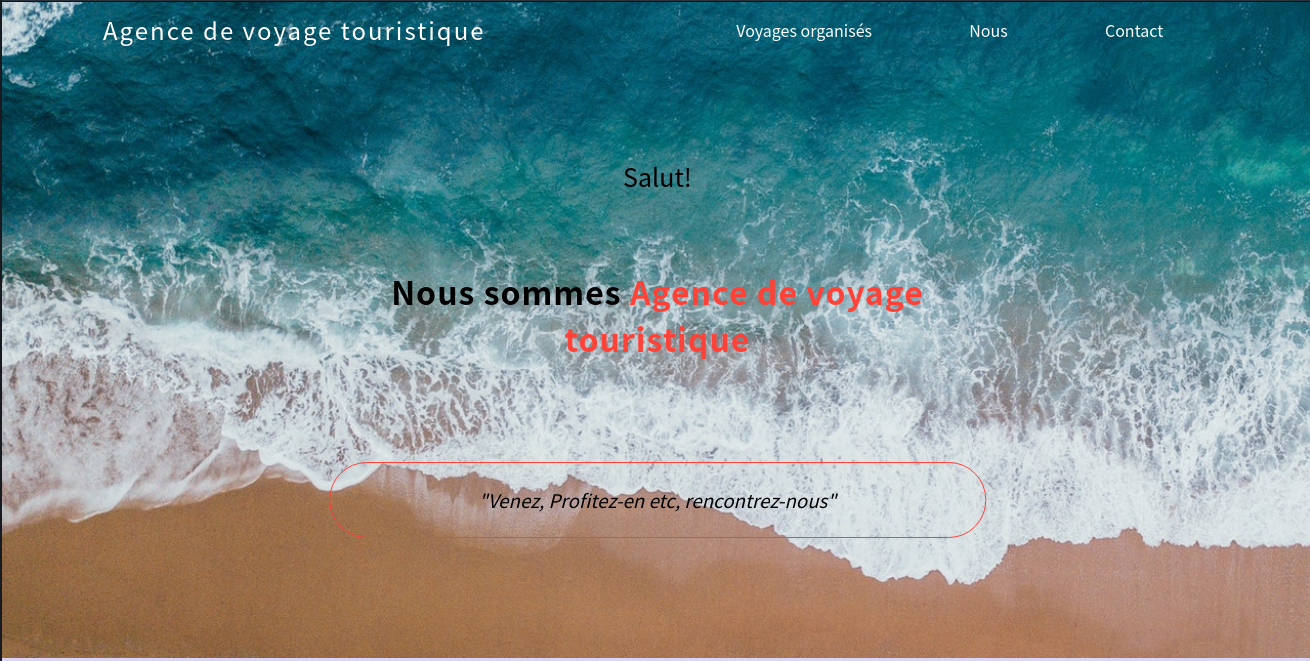 Agence de voyage touristique
Voyages organisés
Nous
Contact
Salut!
Nous sommes Agence de voyage
touristique
"Venez, Profitez-en etc, rencontrez-nous"